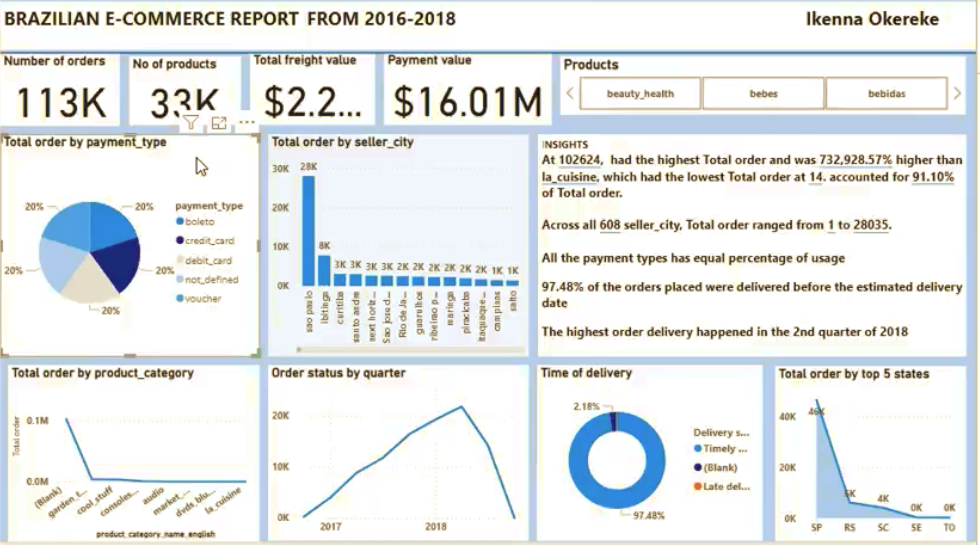 BRAZILIAN E-COMMERCE REPORT FROM 2016-2018
Ikenna Okereke
Number of orders
113K
No of products
33K
Total freight value
$2.2...
Payment value
$16.01M
Products
beauty_health
bebes
bebidas
Total order by payment_type
20%
20%
20%
20%
20%
payment_type
boleto
credit_card
debit_card
not_defined
voucher
Total order by seller_city
30K
20K
10K
0K
28K
8K
3K
3K
3K
3K
2K
2K
2K
2K
2K
2K
1K
1K
sao paulo
ibitinga
curitiba
santo andre
Sao jose d...
Rio de Ja...
guarulhos
ribeirao p...
maringa
piracicaba
itaquaque...
campinas
salto
INSIGHTS
At 102624, had the highest Total order and was 732,928.57% higher than
la_cuisine, which had the lowest Total order at 14. accounted for 91.10%
of Total order.
Across all 608 seller_city, Total order ranged from 1 to 28035.
All the payment types has equal percentage of usage
97.48% of the orders placed were delivered before the estimated delivery
date
The highest order delivery happened in the 2nd quarter of 2018
Total order by product_category
Total order
0.1M
0.0M
(Blank)
garden_t...
cool_stuff
consoles...
audio
market_...
dvds_blu...
la_cuisine
product_category_name_english
Order status by quarter
20K
10K
0K
2017
2018
Time of delivery
2.18%
97.48%
Delivery s...
Timely ...
(Blank)
Late del...
Total order by top 5 states
40K
20K
0K
46K
4K
0K
0K
SP
RS
SC
SE
TO